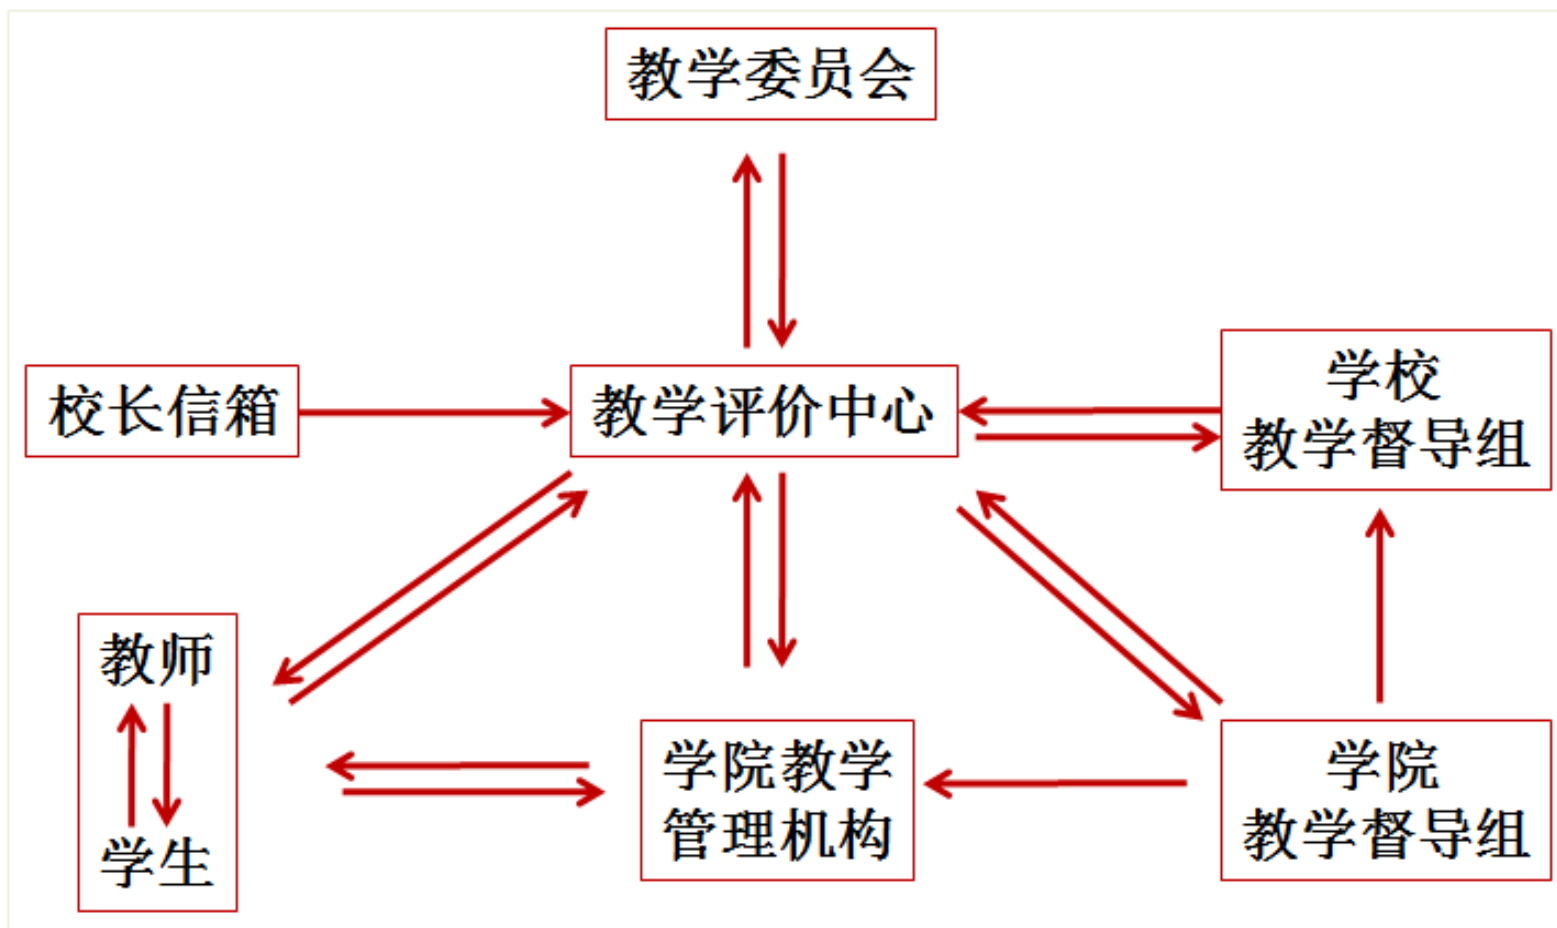 教学委员会
校长信箱
教学评价中心
学校
教学督导组
教师
学生
学院教学
管理机构
学院
教学督导组